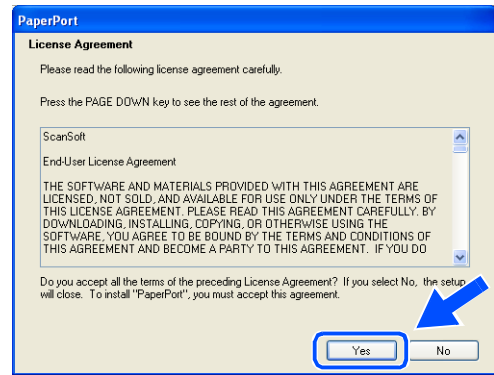 PaperPort
License Agreement
Please read the following license agreement carefully.
Press the PAGE DOWN key to see the rest of the agreement.
ScanSoft
End-User License Agreement
THE SOFTWARE AND MATERIALS PROVIDED WITH THIS AGREEMENT ARE
LICENSED, NOT SOLD, AND AVAILABLE FOR USE ONLY UNDER THE TERMS OF
THIS LICENSE AGREEMENT. PLEASE READ THIS AGREEMENT CAREFULLY. BY
DOWNLOADING, INSTALLING, COPYING, OR OTHERWISE USING THE
SOFTWARE, YOU AGREE TO BE BOUND BY THE TERMS AND CONDITIONS OF
THIS AGREEMENT AND BECOME A PARTY TO THIS AGREEMENT. IF YOU DO
Do you accept all the terms of the preceding License Agreement? If you select No, the setup
will close. To install "PaperPort", you must accept this agreement.
Yes No